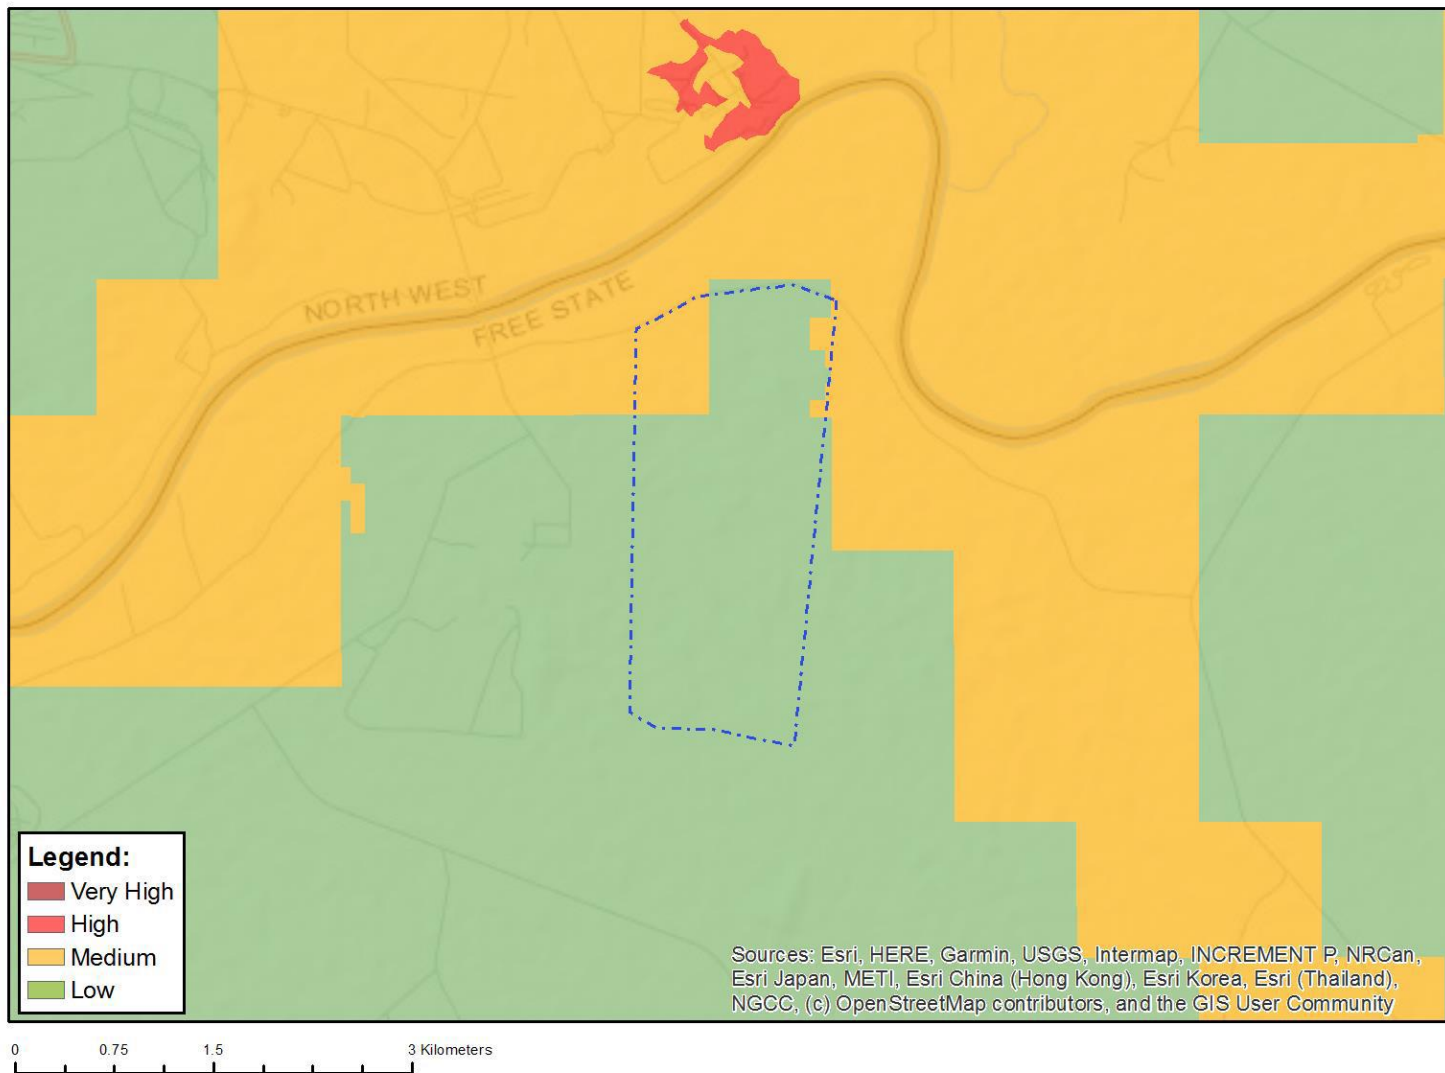 NORTH WEST
FREE STATE
Legend:
Very High
High
Medium
Low
Sources: Esri, HERE, Garmin, USGS, Intermap, INCREMENT P, NRCan,
Esri Japan, METI, Esri China (Hong Kong), Esri Korea, Esri (Thailand),
NGCC, (c) OpenStreetMap contributors, and the GIS User Community
0 0.75 1.5 3 Kilometers